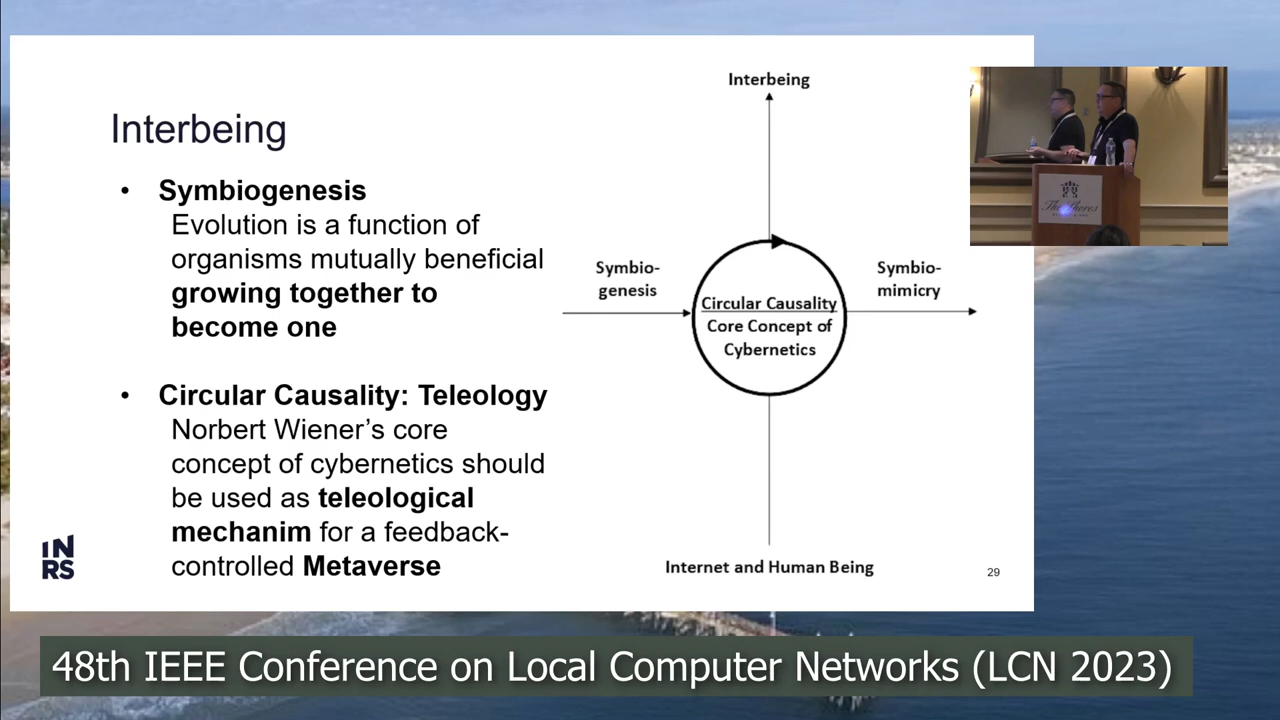 Interbeing
• Symbiogenesis
Evolution is a function of
organisms mutually beneficial
growing together to
become one
• Circular Causality: Teleology
Norbert Wiener’s core
concept of cybernetics should
be used as teleological
mechanim for a feedback-
controlled Metaverse
Interbeing
Symbio-
genesis
Circular Causality
Core Concept of
Cybernetics
Symbio-
mimicry
Internet and Human Being
IN
RS
29
48th IEEE Conference on Local Computer Networks (LCN 2023)